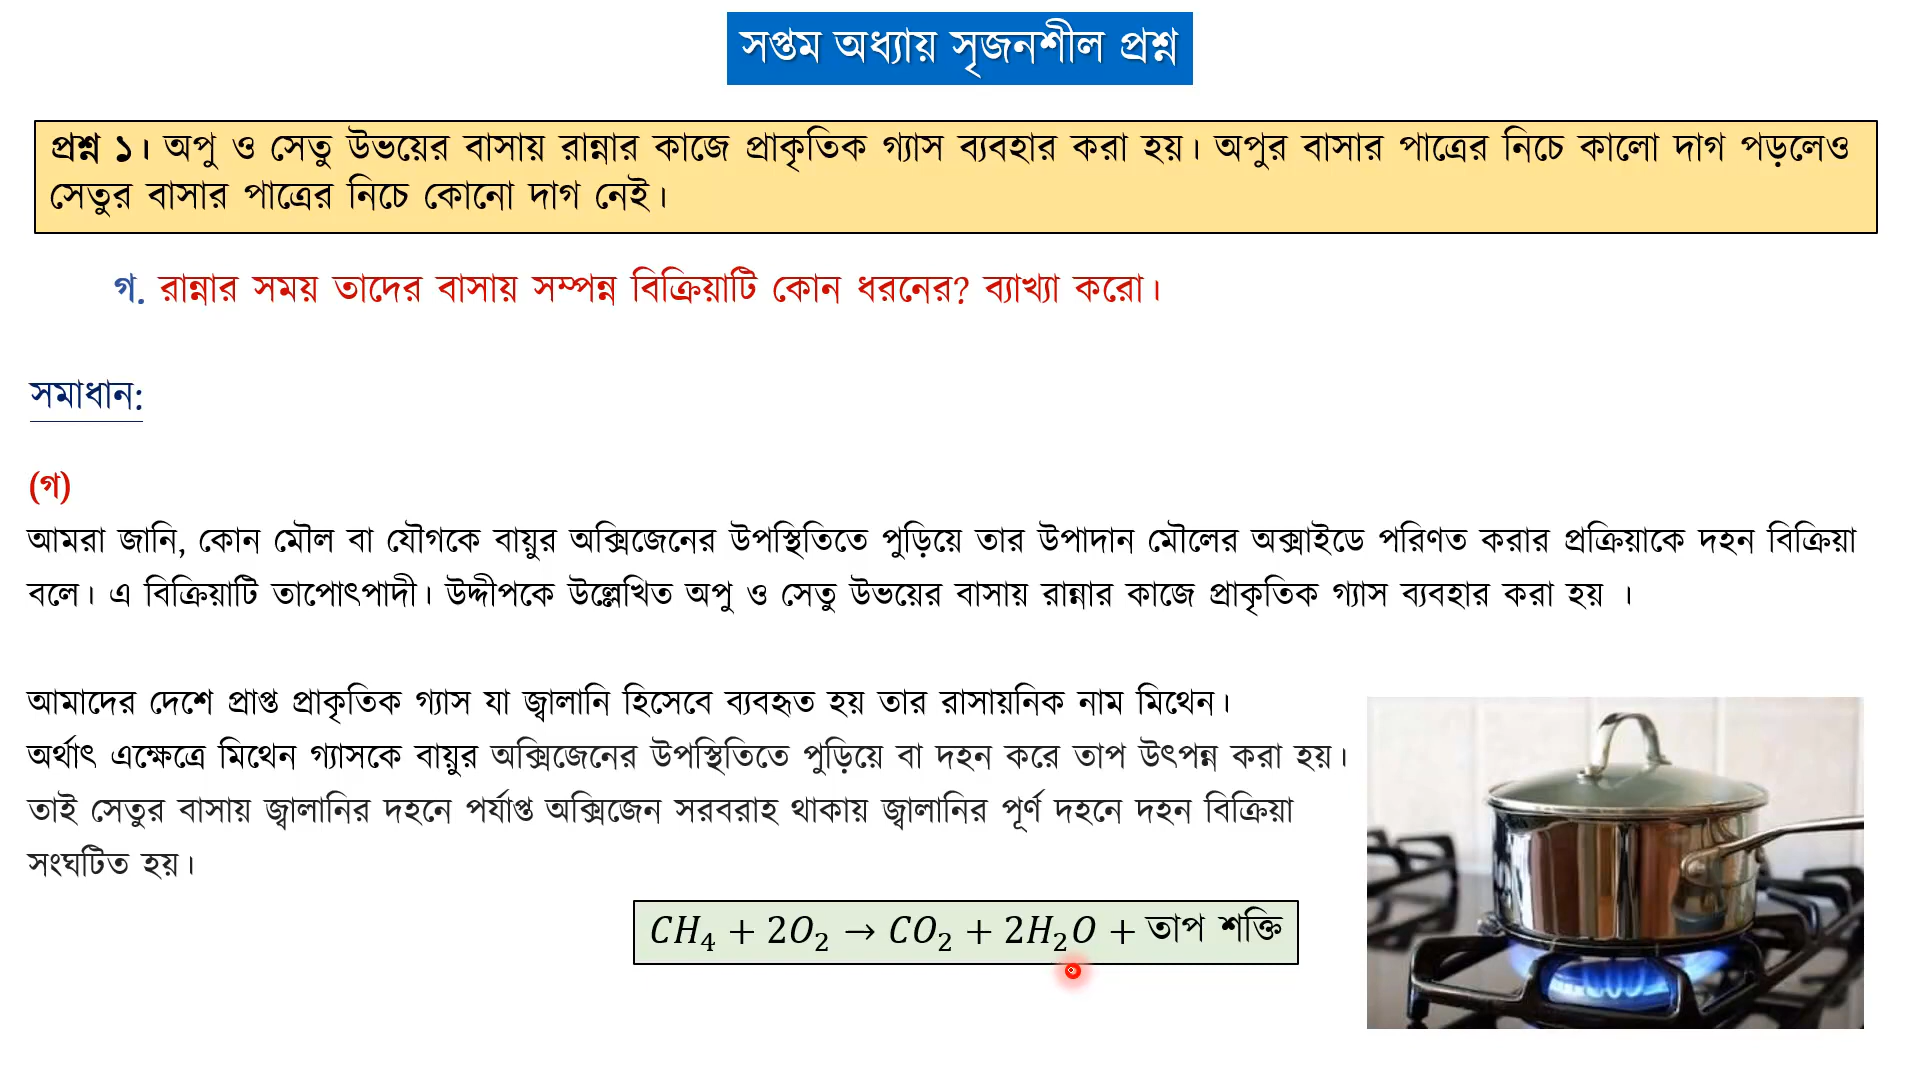 সপ্তম অধ্যায় সৃজনশীল প্রশ্ন
প্রশ্ন ১। অপু ও সেতু উভয়ের বাসায় রান্নার কাজে প্রাকৃতিক গ্যাস ব্যবহার করা হয়। অপুর বাসার পাত্রের নিচে কালো দাগ পড়লেও
সেতুর বাসার পাত্রের নিচে কোনো দাগ নেই।
গ. রান্নার সময় তাদের বাসায় সম্পন্ন বিক্রিয়াটি কোন ধরনের? ব্যাখ্যা করো।
সমাধান:
(গ)
আমরা জানি, কোন মৌল বা যৌগকে বায়ুর অক্সিজেনের উপস্থিতিতে পুড়িয়ে তার উপাদান মৌলের অক্সাইডে পরিণত করার প্রক্রিয়াকে দহন বিক্রিয়া
বলে। এ বিক্রিয়াটি তাপোৎপাদী। উদ্দীপকে উল্লেখিত অপু ও সেতু উভয়ের বাসায় রান্নার কাজে প্রাকৃতিক গ্যাস ব্যবহার করা হয় ।
আমাদের দেশে প্রাপ্ত প্রাকৃতিক গ্যাস যা জ্বালানি হিসেবে ব্যবহৃত হয় তার রাসায়নিক নাম মিথেন।
অর্থাৎ এক্ষেত্রে মিথেন গ্যাসকে বায়ুর অক্সিজেনের উপস্থিতিতে পুড়িয়ে বা দহন করে তাপ উৎপন্ন করা হয়।
তাই সেতুর বাসায় জ্বালানির দহনে পর্যাপ্ত অক্সিজেন সরবরাহ থাকায় জ্বালানির পূর্ণ দহনে দহন বিক্রিয়া
সংঘটিত হয়।
CH₄ + 2O₂ → CO₂ + 2H₂O + তাপ শক্তি